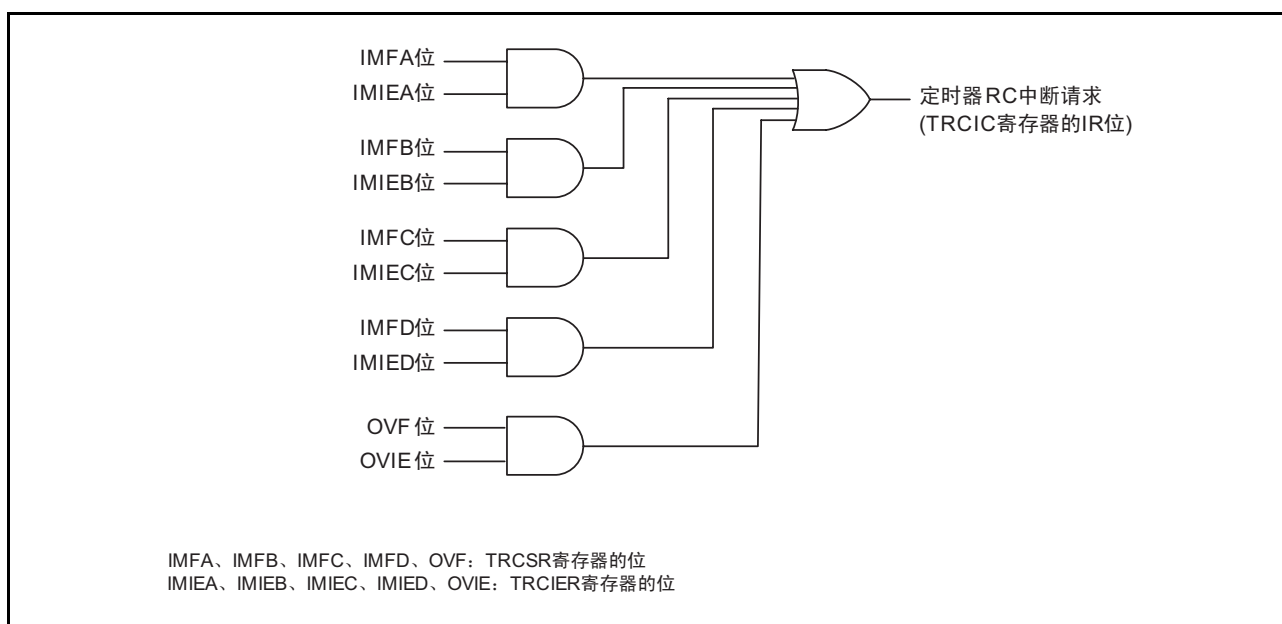 IMFA位
IMIEA位
IMFB位
IMIEB位
IMFC位
IMIEC位
IMFD位
IMIED位
OVF位
OVIE位
定时器RC中断请求
(TRCIC寄存器的IR位)
IMFA、IMFB、IMFC、IMFD、OVF：TRCSR寄存器的位
IMIEA、IMIEB、IMIEC、IMIED、OVIE：TRCIER寄存器的位